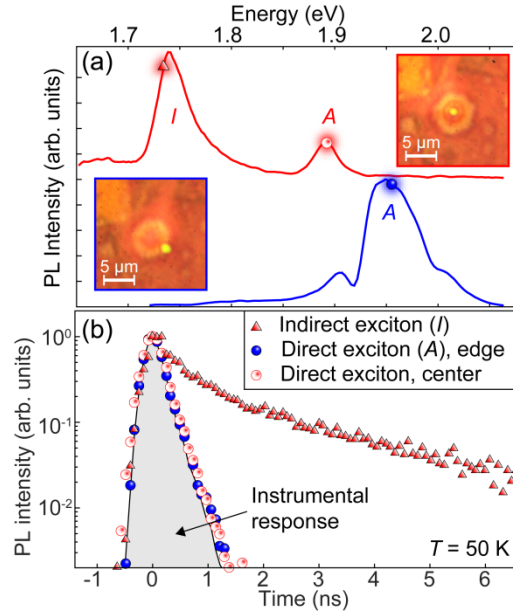 Energy (eV)
1.7 1.8 1.9 2.0
(a)
I
A
5 µm
5 µm
A
PL Intensity (arb. units)
(b)
Indirect exciton (I)
Direct exciton (A), edge
Direct exciton, center
10⁰
10⁻¹
10⁻²
PL intensity (arb. units)
Instrumental
response
T = 50 K
-1 0 1 2 3 4 5 6
Time (ns)